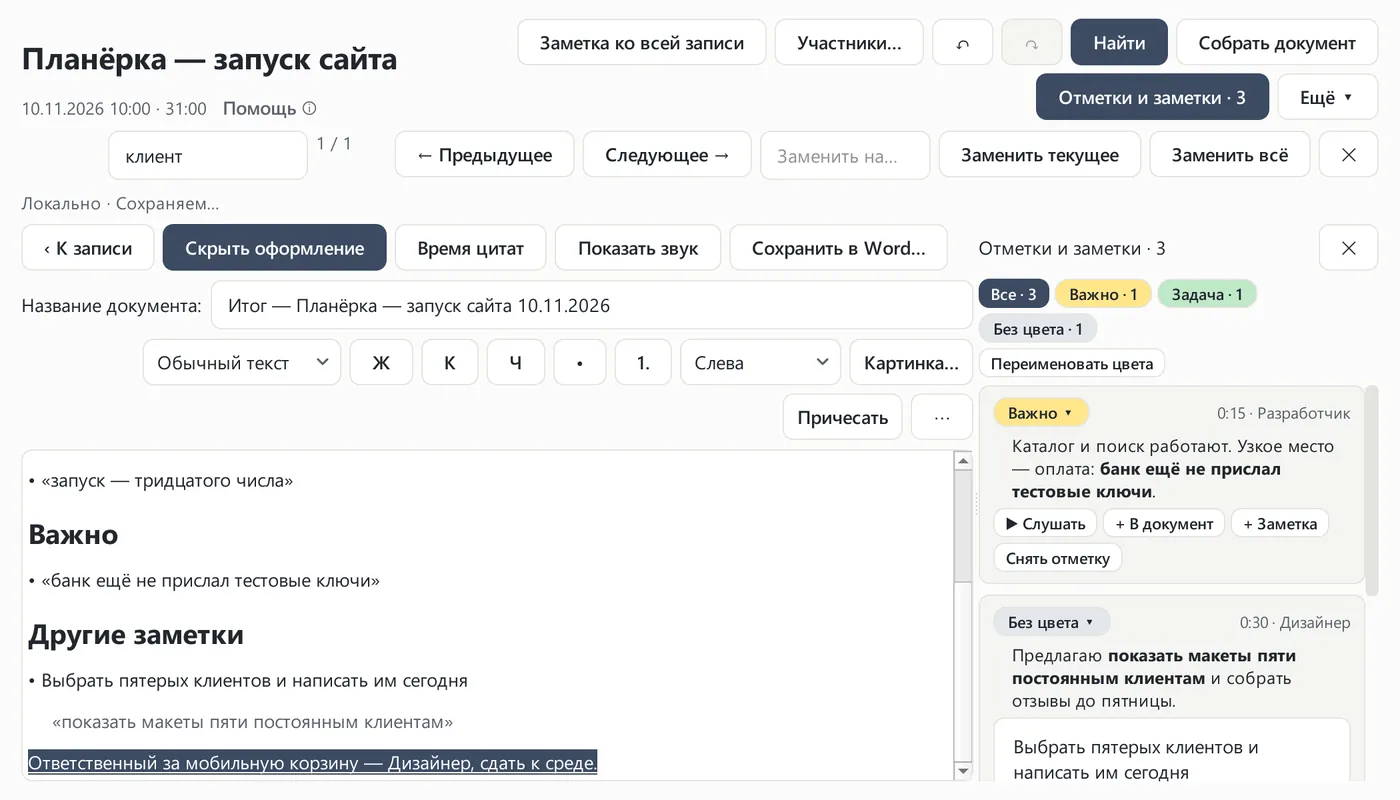 Планёрка — запуск сайта
Заметка ко всей записи
Участники...
Найти
Собрать документ
Отметки и заметки · 3
Ещё ▾
10.11.2026 10:00 · 31:00 Помощь ⓘ
клиент
1 / 1
← Предыдущее
Следующее →
Заменить на...
Заменить текущее
Заменить всё
Локально · Сохраняем...
‹ К записи
Скрыть оформление
Время цитат
Показать звук
Сохранить в Word...
Название документа:
Итог — Планёрка — запуск сайта 10.11.2026
Обычный текст
Ж
К
Ч
•
1.
Слева
Картинка...
Причесать
...
• «запуск — тридцатого числа»
Важно
• «банк ещё не прислал тестовые ключи»
Другие заметки
• Выбрать пятерых клиентов и написать им сегодня
«показать макеты пяти постоянным клиентам»
Ответственный за мобильную корзину — Дизайнер, сдать к среде.
Отметки и заметки · 3
Все · 3
Важно · 1
Задача · 1
Без цвета · 1
Переименовать цвета
Важно ▾
0:15 · Разработчик
Каталог и поиск работают. Узкое место
— оплата: банк ещё не прислал
тестовые ключи.
▶ Слушать
+ В документ
+ Заметка
Снять отметку
Без цвета ▾
0:30 · Дизайнер
Предлагаю показать макеты пяти
постоянным клиентам и собрать
отзывы до пятницы.
Выбрать пятерых клиентов и
написать им сегодня